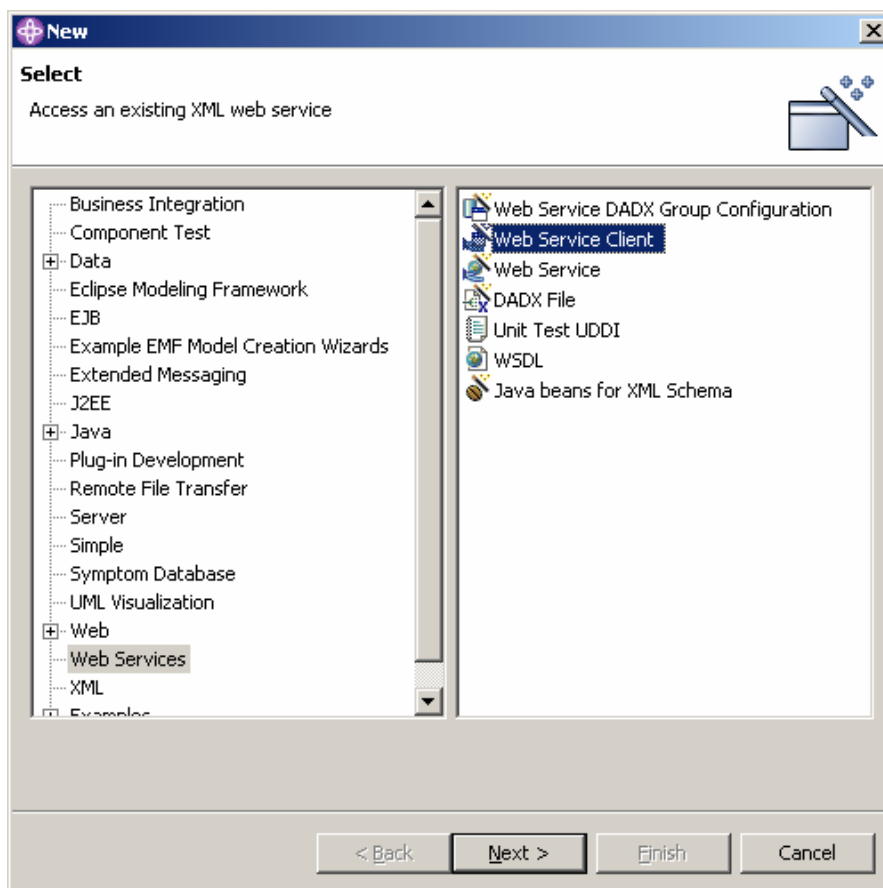 New
Select
Access an existing XML web service
Business Integration
Component Test
Data
Eclipse Modeling Framework
EJB
Example EMF Model Creation Wizards
Extended Messaging
J2EE
Java
Plug-in Development
Remote File Transfer
Server
Simple
Symptom Database
UML Visualization
Web
Web Services
XML
Examples
Web Service DADX Group Configuration
Web Service Client
Web Service
DADX File
Unit Test UDDI
WSDL
Java beans for XML Schema
< Back
Next >
Finish
Cancel